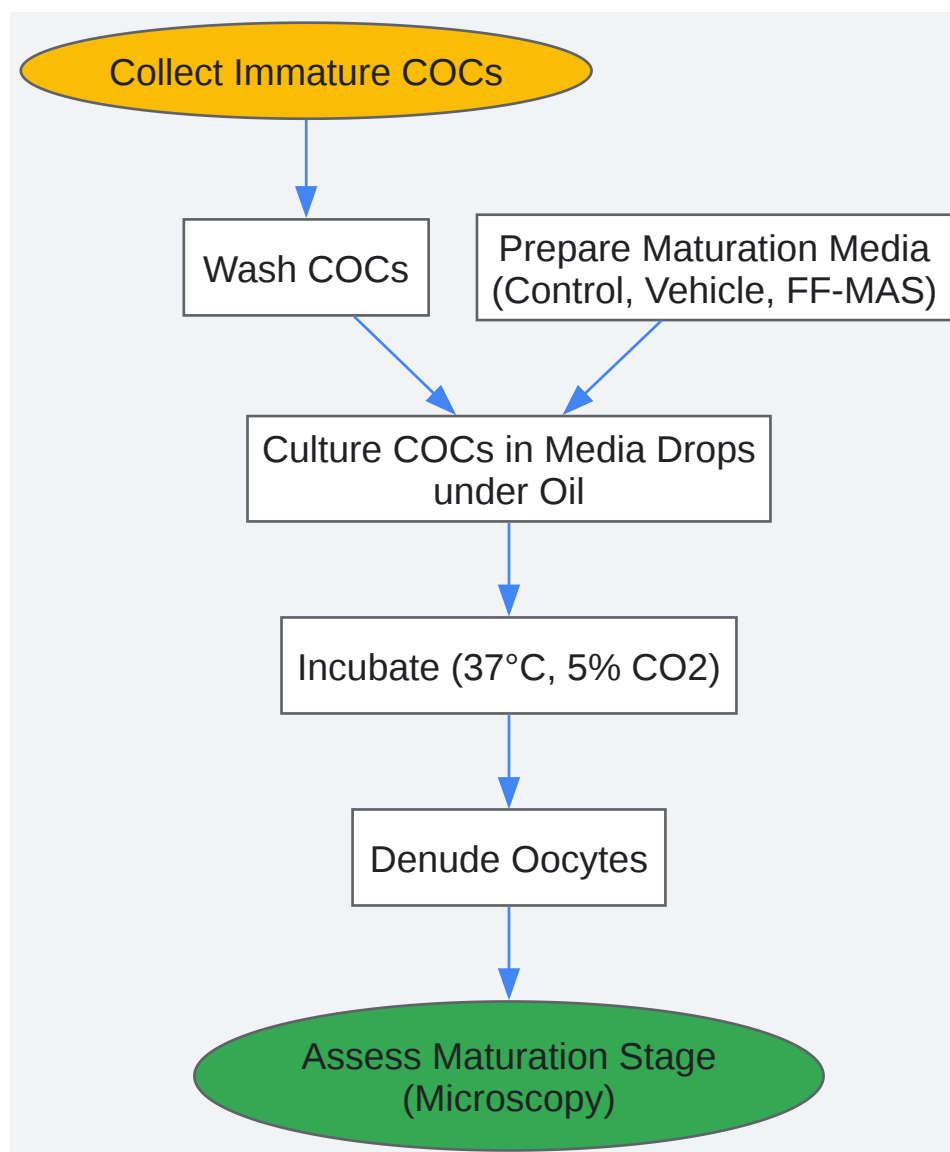 Collect Immature COCs
Wash COCs
Prepare Maturation Media
(Control, Vehicle, FF-MAS)
Culture COCs in Media Drops
under Oil
Incubate (37°C, 5% CO2)
Denude Oocytes
Assess Maturation Stage
(Microscopy)